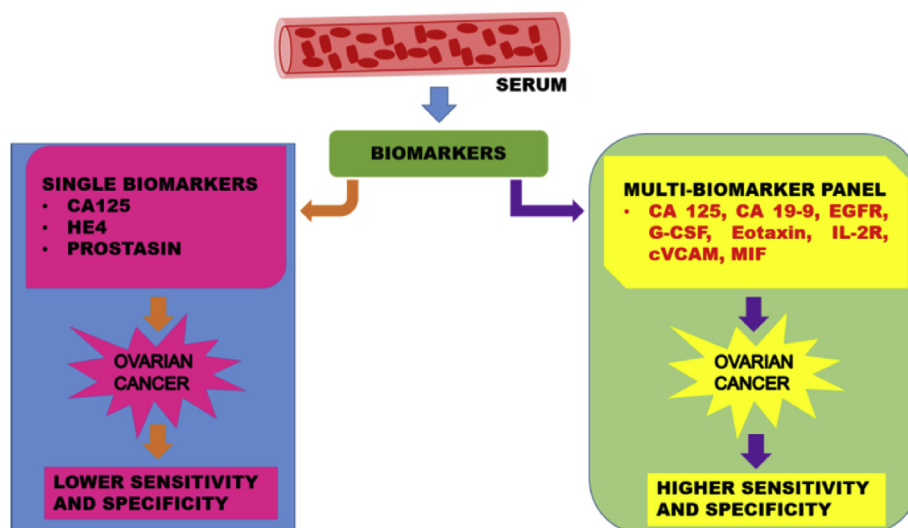 SERUM
BIOMARKERS
SINGLE BIOMARKERS
• CA125
• HE4
• PROSTASIN
OVARIAN
CANCER
LOWER SENSITIVITY
AND SPECIFICITY
MULTI-BIOMARKER PANEL
• CA 125, CA 19-9, EGFR,
G-CSF, Eotaxin, IL-2R,
cVCAM, MIF
OVARIAN
CANCER
HIGHER SENSITIVITY
AND SPECIFICITY